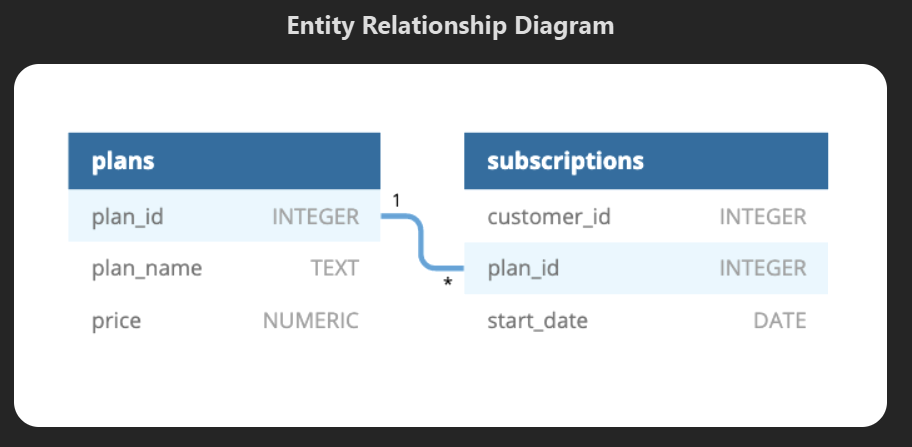 Entity Relationship Diagram
plans
plan_id INTEGER
plan_name TEXT
price NUMERIC
1
*
subscriptions
customer_id INTEGER
plan_id INTEGER
start_date DATE